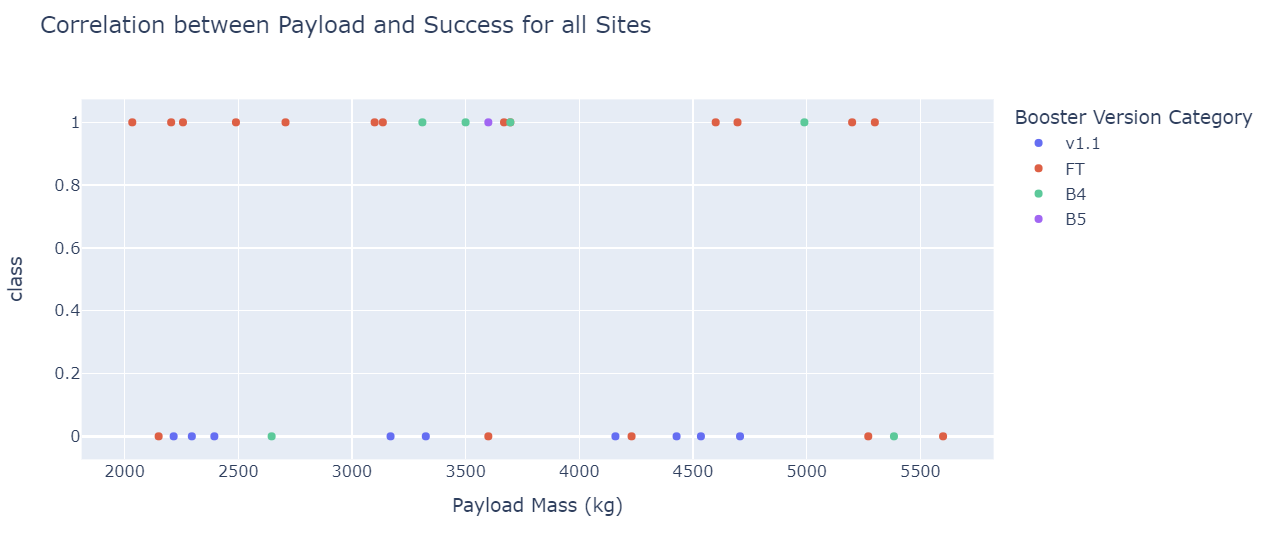 Correlation between Payload and Success for all Sites
Booster Version Category
v1.1
FT
B4
B5
class
1
0.8
0.6
0.4
0.2
0
2000 2500 3000 3500 4000 4500 5000 5500
Payload Mass (kg)